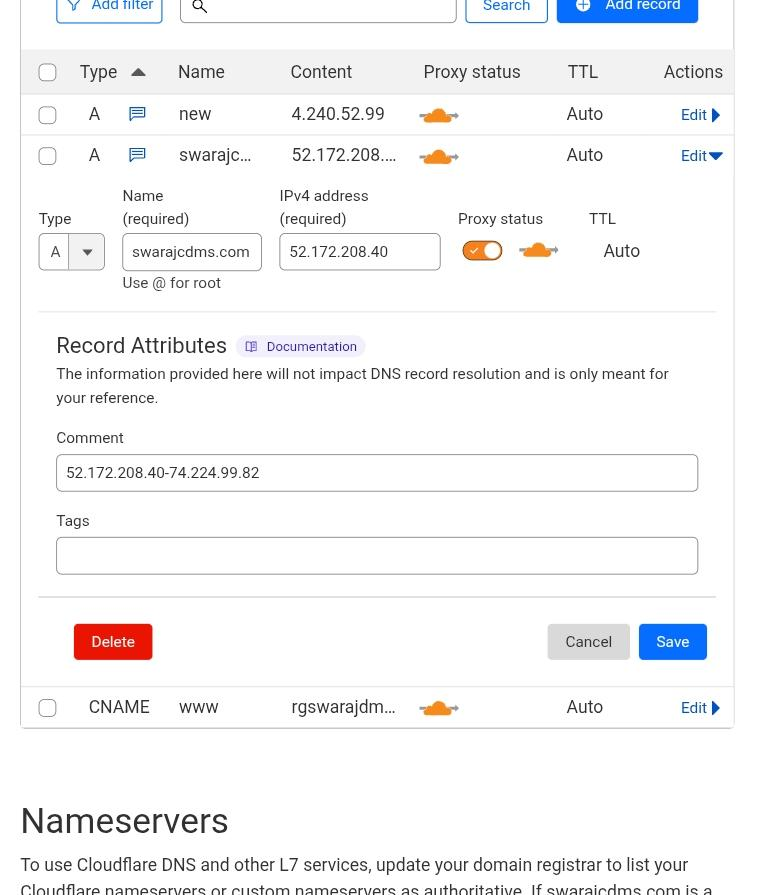 Add filter
Search
Add record
Type Name Content Proxy status TTL Actions
A new 4.240.52.99 Auto Edit
A swarajc... 52.172.208.... Auto Edit
Type
Name (required)
IPv4 address (required)
Proxy status
TTL
A
swarajcdms.com
52.172.208.40
Auto
Use @ for root
Record Attributes Documentation
The information provided here will not impact DNS record resolution and is only meant for
your reference.
Comment
52.172.208.40-74.224.99.82
Tags
Delete
Cancel
Save
CNAME www rgswarajdm... Auto Edit
Nameservers
To use Cloudflare DNS and other L7 services, update your domain registrar to list your
Cloudflare nameservers or custom nameservers as authoritative. If swarajcdms.com is a